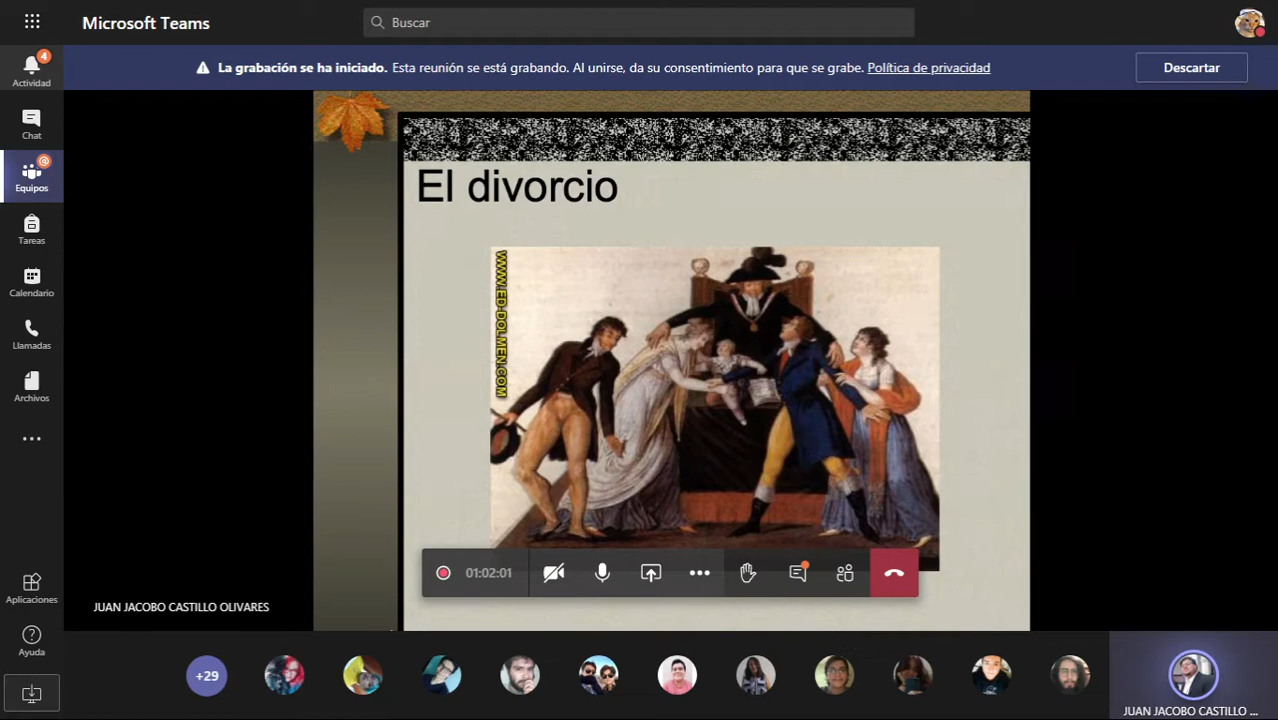 Microsoft Teams
Buscar
4
Actividad
La grabación se ha iniciado. Esta reunión se está grabando. Al unirse, da su consentimiento para que se grabe. Política de privacidad
Descartar
Chat
@
Equipos
Tareas
Calendario
Llamadas
Archivos
Aplicaciones
Ayuda
El divorcio
WWW.ED-DOLMEN.COM
01:02:01
JUAN JACOBO CASTILLO OLIVARES
+29
JUAN JACOBO CASTILLO ...